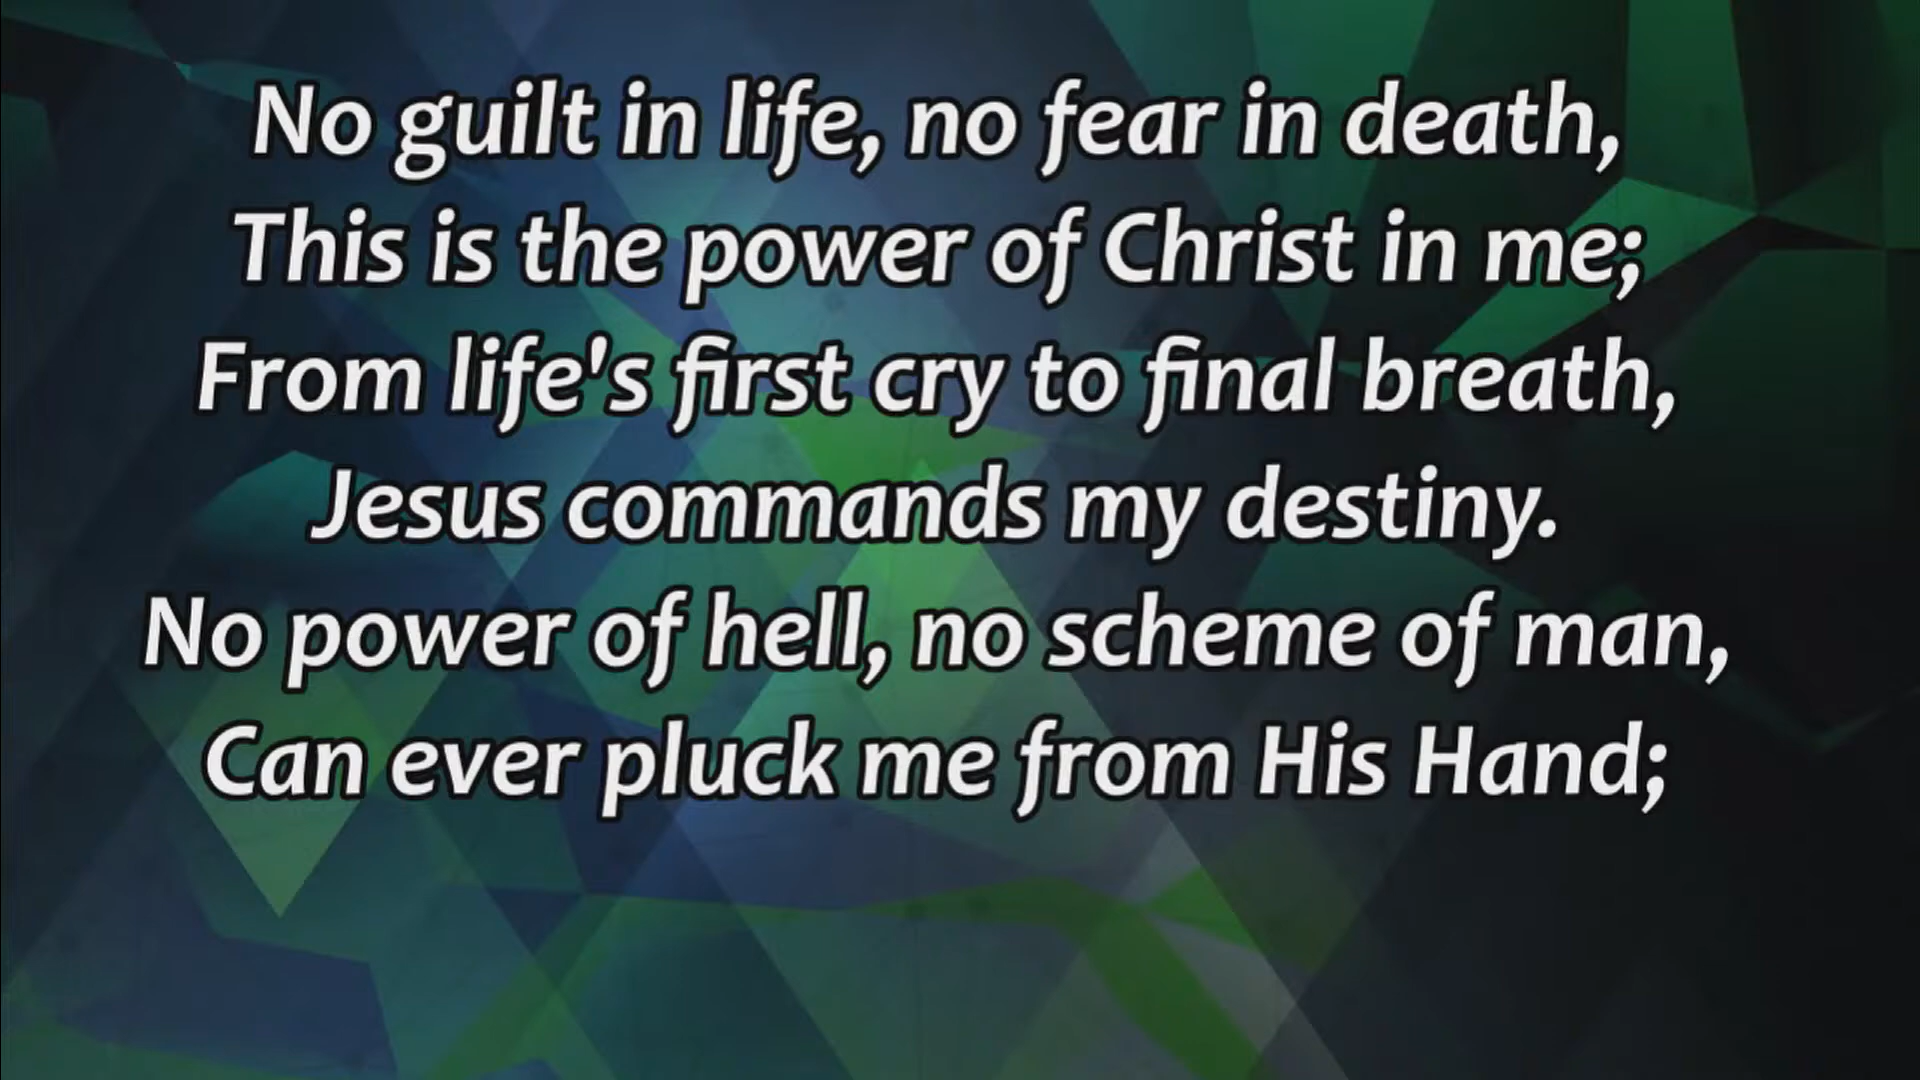 No guilt in life, no fear in death,
This is the power of Christ in me;
From life's first cry to final breath,
Jesus commands my destiny.
No power of hell, no scheme of man,
Can ever pluck me from His Hand;